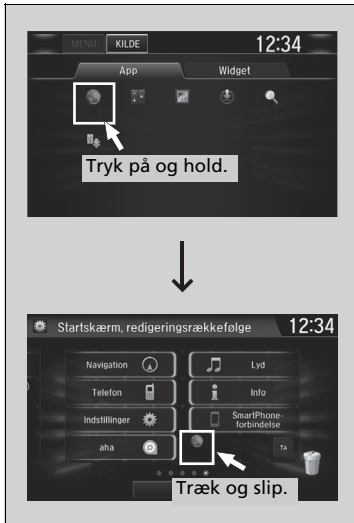 MENU KILDE 12:34
App Widget
Tryk på og hold.
Startskærm, redigeringsrækkefølge 12:34
Navigation Lyd
Telefon Info
Indstillinger SmartPhone-
forbindelse
aha TA
Træk og slip.